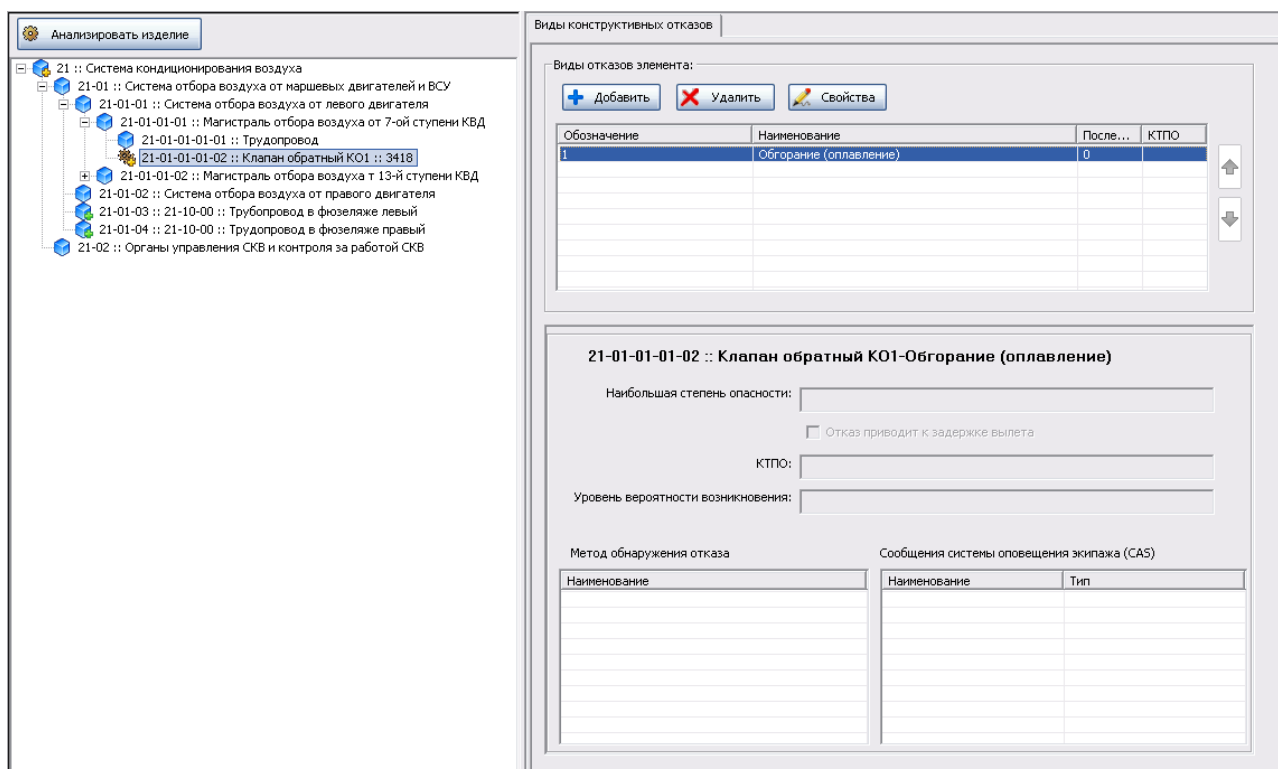 Анализировать изделие
21 :: Система кондиционирования воздуха
21-01 :: Система отбора воздуха от маршевых двигателей и ВСУ
21-01-01 :: Система отбора воздуха от левого двигателя
21-01-01-01 :: Магистраль отбора воздуха от 7-ой ступени КВД
21-01-01-01-01 :: Трудопровод
21-01-01-01-02 :: Клапан обратный КО1 :: 3418
21-01-01-02 :: Магистраль отбора воздуха т 13-й ступени КВД
21-01-02 :: Система отбора воздуха от правого двигателя
21-01-03 :: 21-10-00 :: Трубопровод в фюзеляже левый
21-01-04 :: 21-10-00 :: Трудопровод в фюзеляже правый
21-02 :: Органы управления СКВ и контроля за работой СКВ
Виды конструктивных отказов
Виды отказов элемента:
Добавить Удалить Свойства
Обозначение Наименование После... КТПО
1 Обгорание (оплавление) 0
21-01-01-01-02 :: Клапан обратный КО1-Обгорание (оплавление)
Наибольшая степень опасности:
Отказ приводит к задержке вылета
КТПО:
Уровень вероятности возникновения:
Метод обнаружения отказа Сообщения системы оповещения экипажа (CAS)
Наименование Наименование Тип